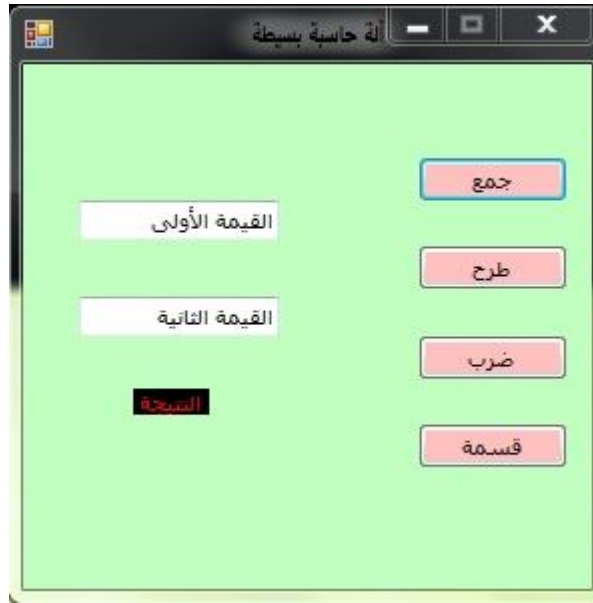 آلة حاسبة بسيطة
جمع
القيمة الأولى
طرح
القيمة الثانية
ضرب
النتيجة
قسمة